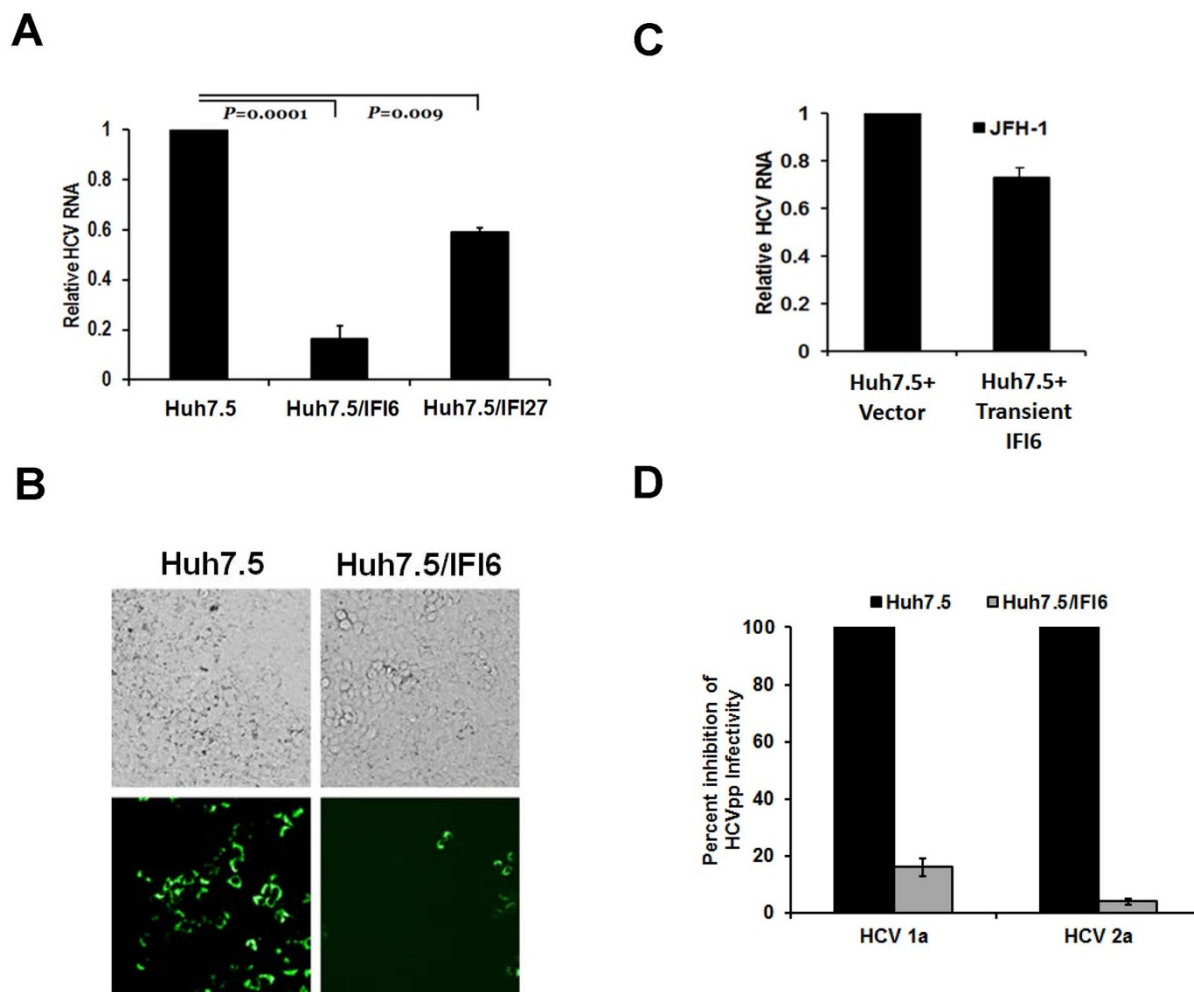 A
P=0.0001
P=0.009
Relative HCV RNA
1
0.8
0.6
0.4
0.2
0
Huh7.5
Huh7.5/IFI6
Huh7.5/IFI27
B
Huh7.5
Huh7.5/IFI6
C
JFH-1
Relative HCV RNA
1
0.8
0.6
0.4
0.2
0
Huh7.5+
Vector
Huh7.5+
Transient
IFI6
D
Huh7.5
Huh7.5/IFI6
Percent inhibition of
HCVpp Infectivity
100
80
60
40
20
0
HCV 1a
HCV 2a